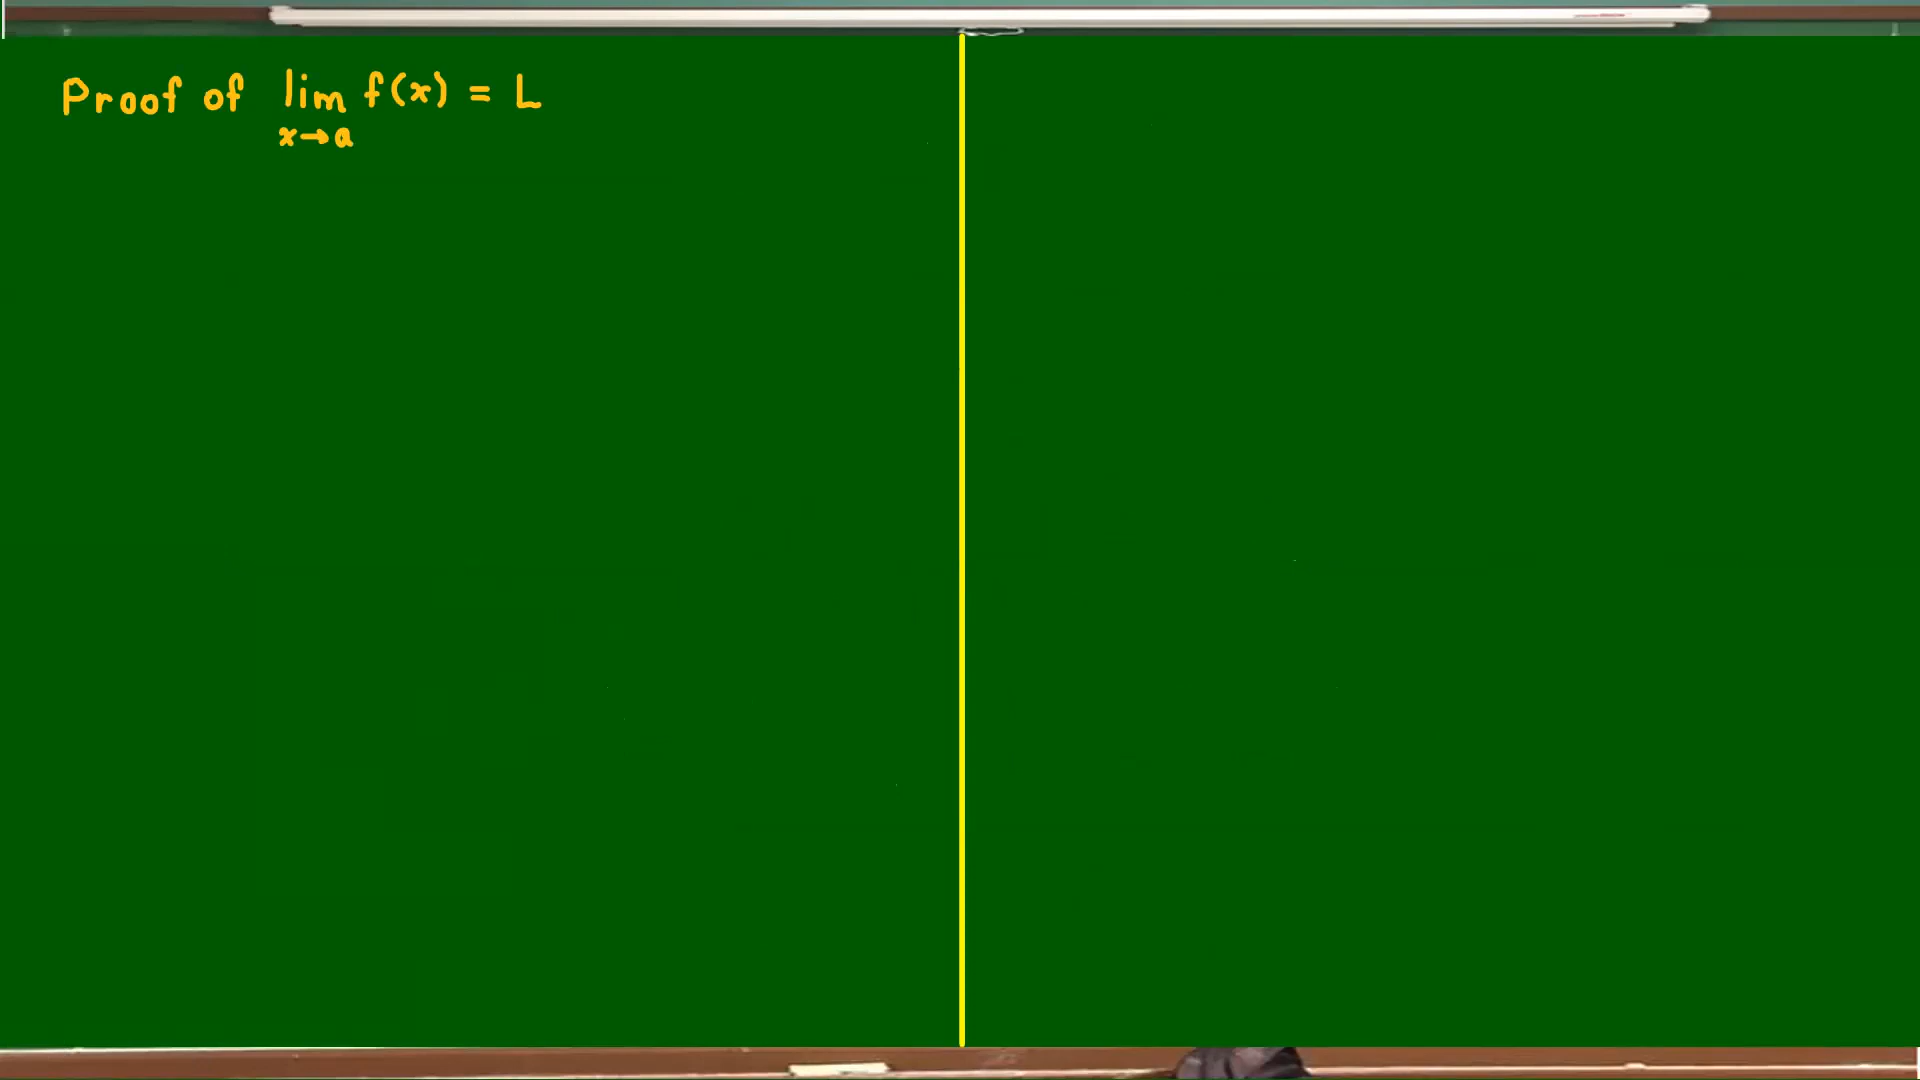 Proof of lim f(x) = L
x→a